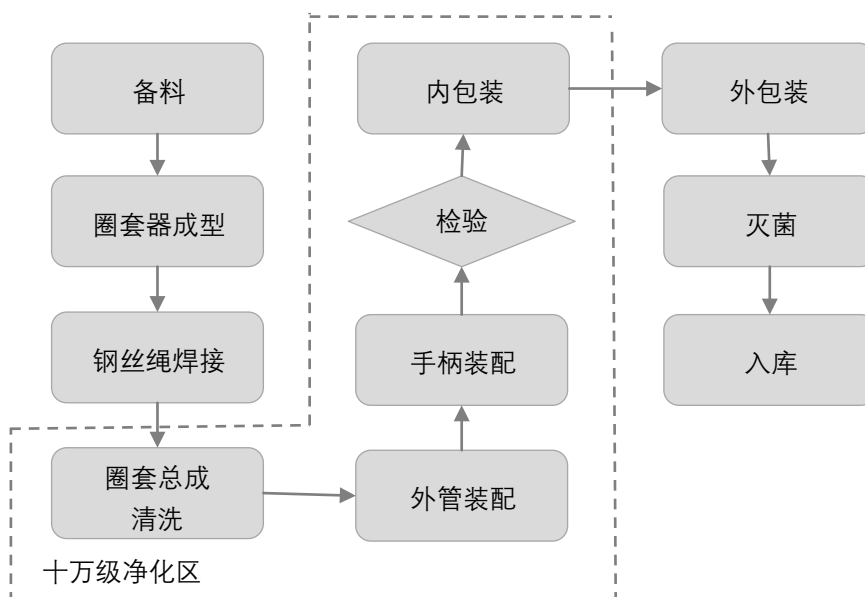 备料
圈套器成型
钢丝绳焊接
圈套总成
清洗
外管装配
手柄装配
检验
内包装
外包装
灭菌
入库
十万级净化区